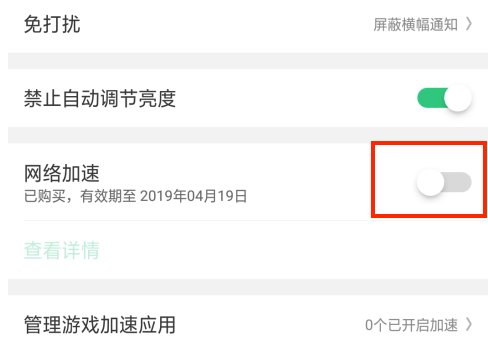 免打扰
屏蔽横幅通知
禁止自动调节亮度
网络加速
已购买，有效期至 2019年04月19日
查看详情
管理游戏加速应用
0个已开启加速